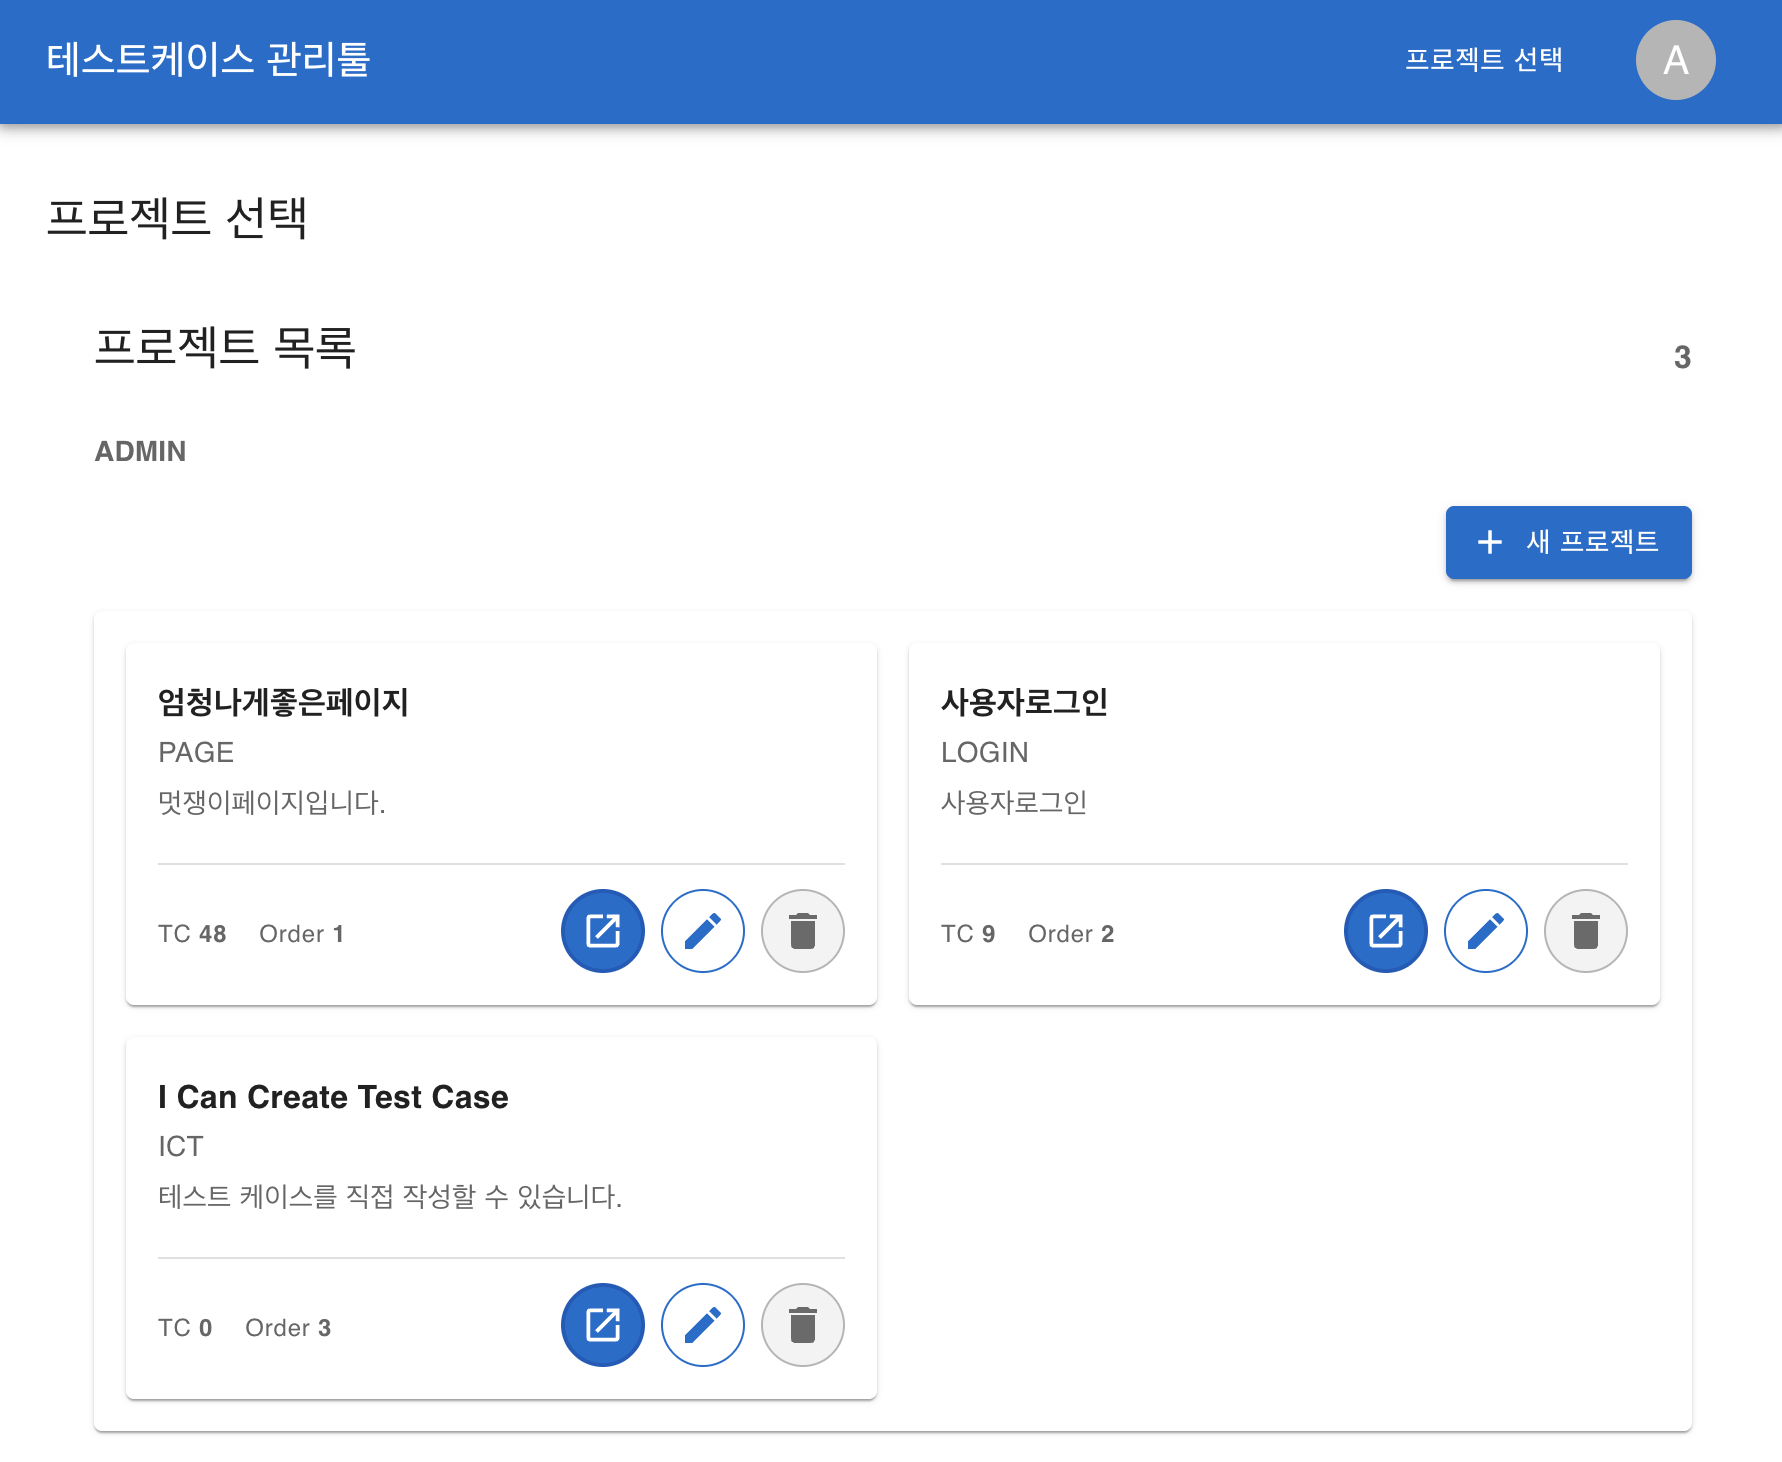 테스트케이스 관리툴
프로젝트 선택
A
프로젝트 선택
프로젝트 목록
3
ADMIN
새 프로젝트
엄청나게좋은페이지
PAGE
멋쟁이페이지입니다.
TC 48 Order 1
사용자로그인
LOGIN
사용자로그인
TC 9 Order 2
I Can Create Test Case
ICT
테스트 케이스를 직접 작성할 수 있습니다.
TC 0 Order 3